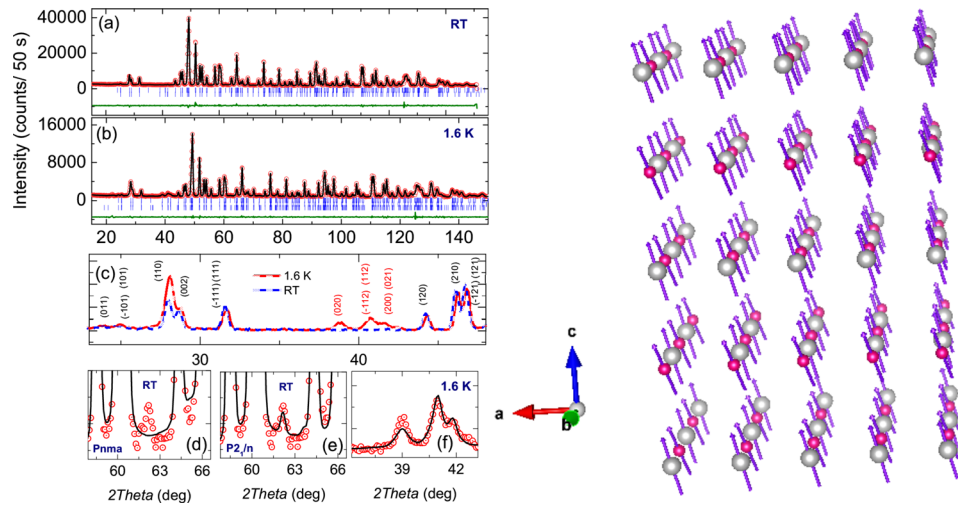 (a)
RT
40000
20000
0
(b)
1.6 K
16000
8000
0
Intensity (counts/ 50 s)
20 40 60 80 100 120 140
(c)
1.6 K
RT
(011)
(-101) (101)
(110)
(002)
(-111) (111)
(020)
(-112) (112)
(200) (021)
(120)
(210)
(-121) (121)
30 40
RT
(d)
Pnma
60 63 66
RT
(e)
P2₁/n
60 63 66
1.6 K
(f)
39 42
2Theta (deg)
2Theta (deg)
2Theta (deg)
c
a
b